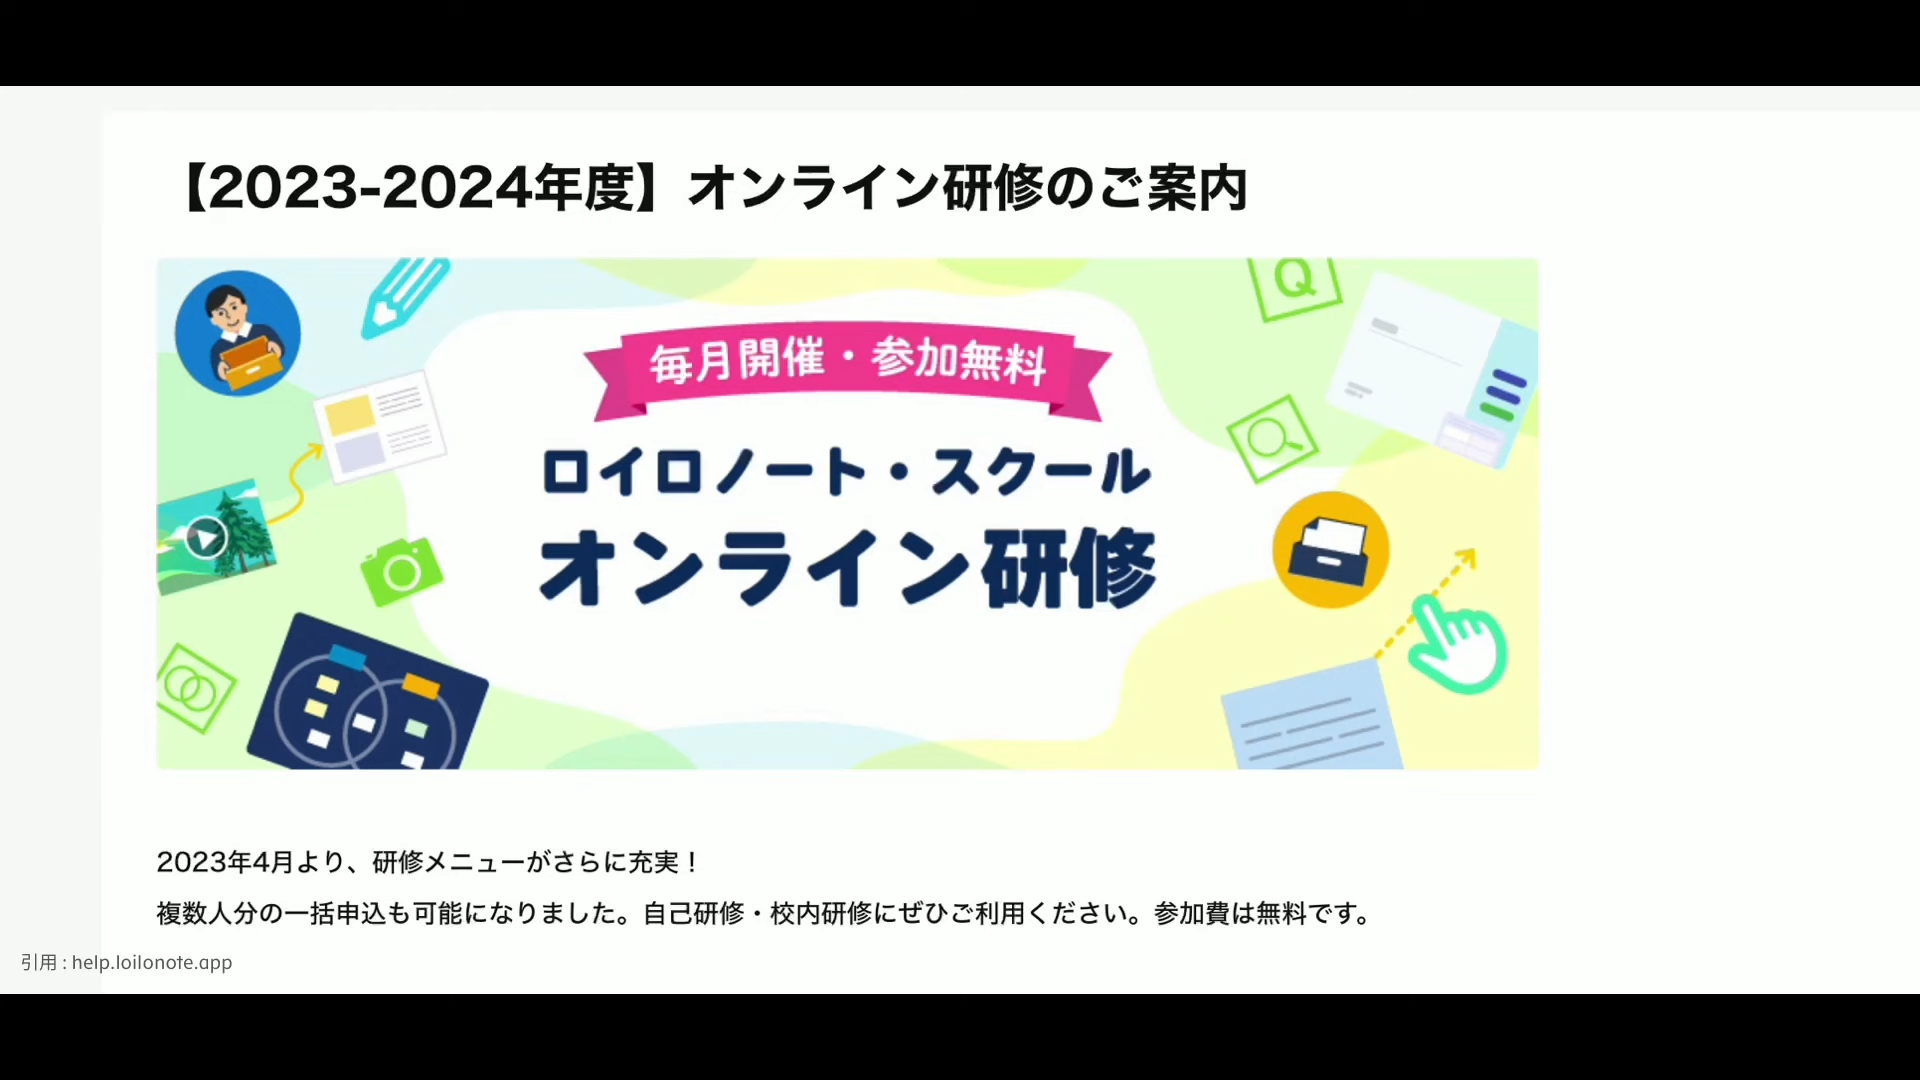 【2023-2024年度】オンライン研修のご案内
毎月開催・参加無料
Q
ロイロノート・スクール
オンライン研修
2023年4月より、研修メニューがさらに充実！
複数人分の一括申込も可能になりました。自己研修・校内研修にぜひご利用ください。参加費は無料です。
引用 : help.loilonote.app